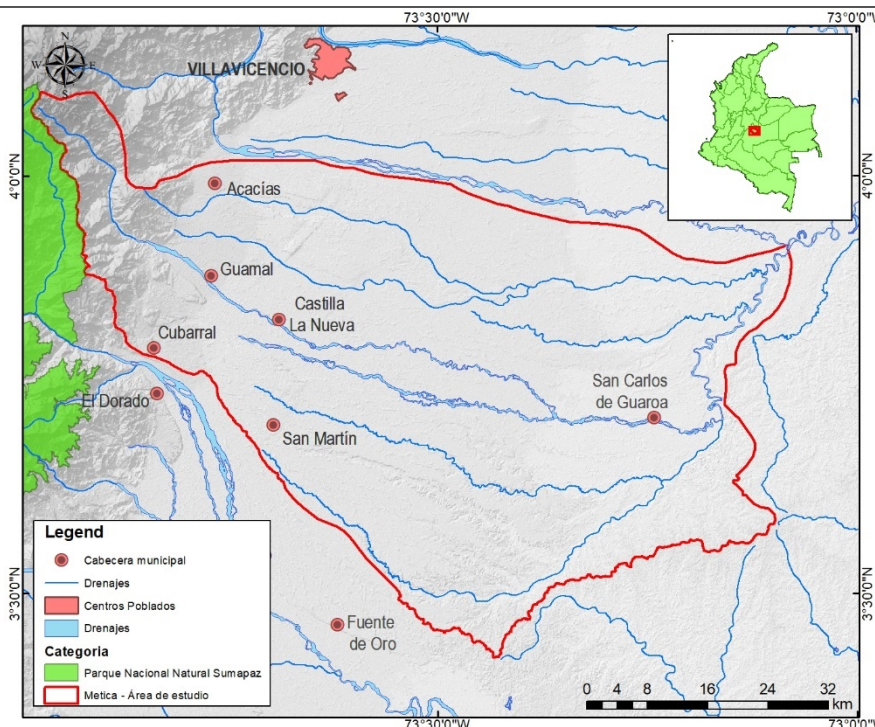 73°30'0"W
73°0'0"W
N
W
E
S
VILLAVICENCIO
4°0'0"N
4°0'0"N
Acacías
Guamal
Castilla
La Nueva
Cubarral
El Dorado
San Carlos
de Guaroa
San Martín
Legend
Cabecera municipal
Drenajes
Centros Poblados
Drenajes
Categoria
Parque Nacional Natural Sumapaz
Metica - Área de estudio
3°30'0"N
3°30'0"N
Fuente
de Oro
0 4 8 16 24 32
km
73°30'0"W
73°0'0"W